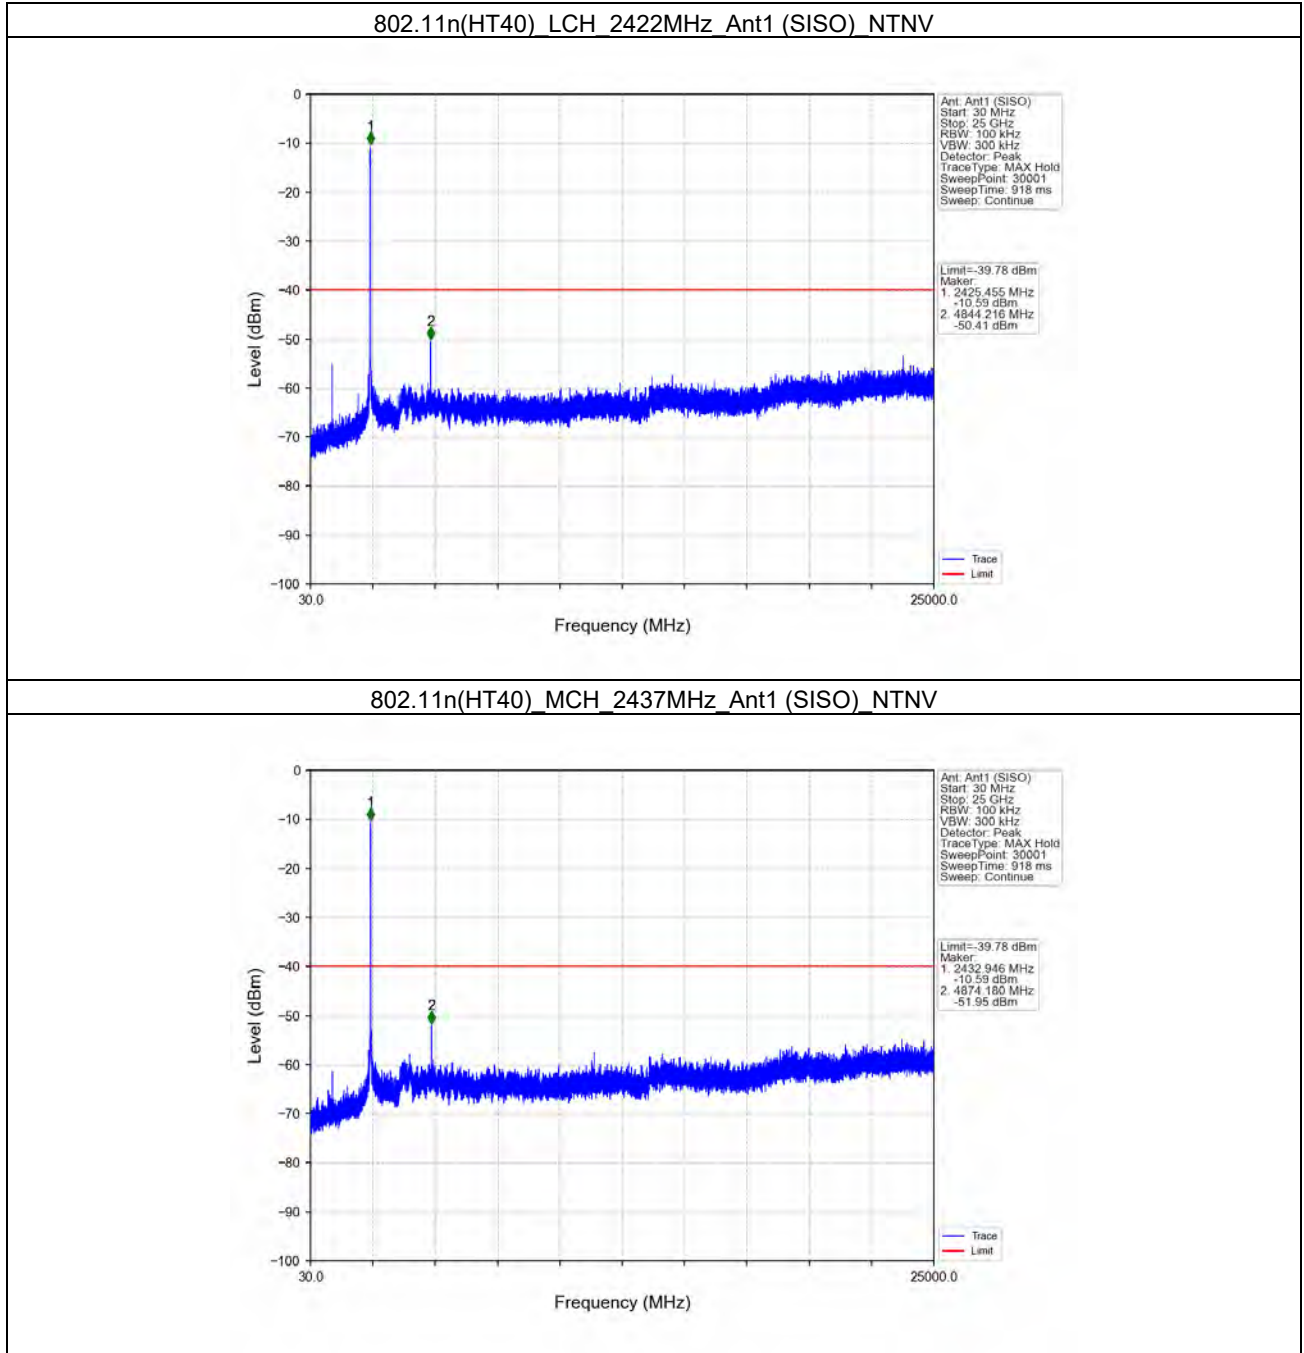 802.11n(HT40)_LCH_2422MHz_Ant1 (SISO)_NTNV
0
-10
-20
-30
-40
-50
-60
-70
-80
-90
-100
Level (dBm)
1
2
30.0
25000.0
Frequency (MHz)
Ant: Ant1 (SISO)
Start: 30 MHz
Stop: 25 GHz
RBW: 100 kHz
VBW: 300 kHz
Detector: Peak
TraceType: MAX Hold
SweepPoint: 30001
SweepTime: 918 ms
Sweep: Continue
Limit=-39.78 dBm
Maker:
1. 2425.455 MHz
-10.59 dBm
2. 4844.216 MHz
-50.41 dBm
Trace
Limit
802.11n(HT40)_MCH_2437MHz_Ant1 (SISO)_NTNV
0
-10
-20
-30
-40
-50
-60
-70
-80
-90
-100
Level (dBm)
1
2
30.0
25000.0
Frequency (MHz)
Ant: Ant1 (SISO)
Start: 30 MHz
Stop: 25 GHz
RBW: 100 kHz
VBW: 300 kHz
Detector: Peak
TraceType: MAX Hold
SweepPoint: 30001
SweepTime: 918 ms
Sweep: Continue
Limit=-39.78 dBm
Maker:
1. 2432.946 MHz
-10.59 dBm
2. 4874.180 MHz
-51.95 dBm
Trace
Limit